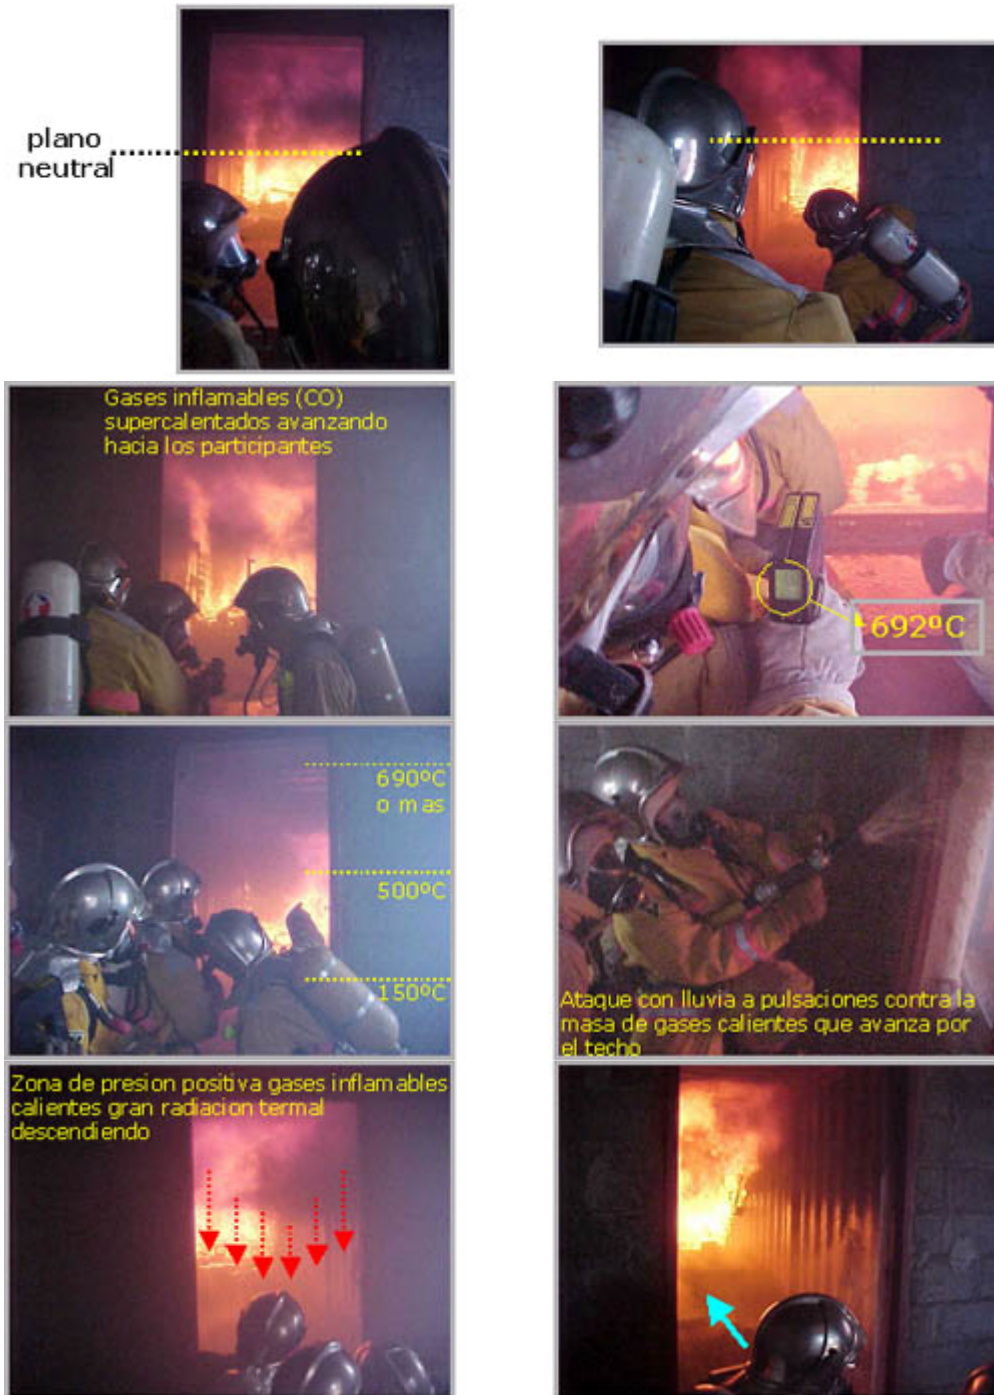 plano
neutral
Gases inflamables (CO)
supercalentados avanzando
hacia los participantes
692ºC
690ºC
o mas
500ºC
150ºC
Ataque con lluvia a pulsaciones contra la
masa de gases calientes que avanza por
el techo
Zona de presion positiva gases inflamables
calientes gran radiacion termal
descendiendo